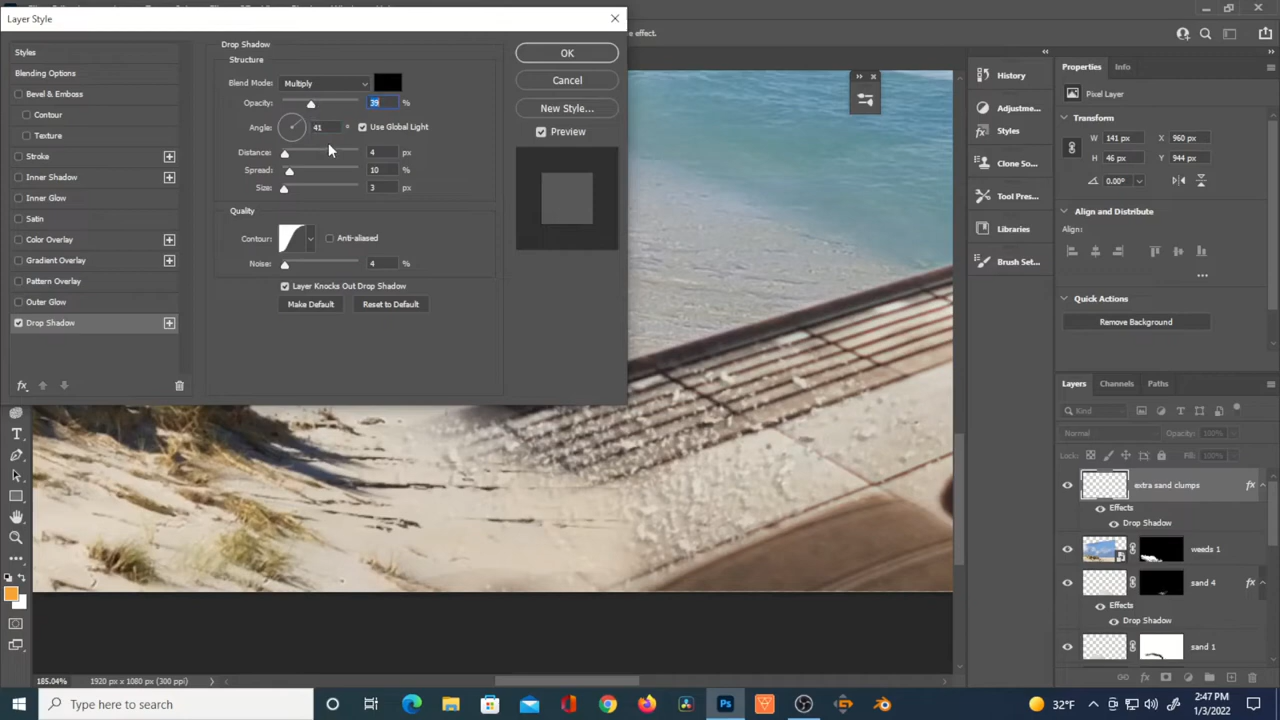 Layer Style
Styles
Blending Options
Bevel & Emboss
Contour
Texture
Stroke
Inner Shadow
Inner Glow
Satin
Color Overlay
Gradient Overlay
Pattern Overlay
Outer Glow
Drop Shadow
fx
Drop Shadow
Structure
Blend Mode: Multiply
Opacity: 39 %
Angle: 41 ° Use Global Light
Distance: 4 px
Spread: 10 %
Size: 3 px
Quality
Contour: Anti-aliased
Noise: 4 %
Layer Knocks Out Drop Shadow
Make Default Reset to Default
OK
Cancel
New Style...
Preview
e effect.
History
Adjustme...
Styles
Clone So...
Tool Pres...
Libraries
Brush Set...
Properties Info
Pixel Layer
Transform
W: 141 px X: 960 px
H: 46 px Y: 944 px
0.00°
Align and Distribute
Align:
Quick Actions
Remove Background
Layers Channels Paths
Kind
Normal Opacity: 100%
Lock: Fill: 100%
extra sand clumps fx
Effects
Drop Shadow
weeds 1
sand 4 fx
Effects
Drop Shadow
sand 1
185.04% 1920 px x 1080 px (300 ppi)
Type here to search
Ps
32°F
2:47 PM
1/3/2022